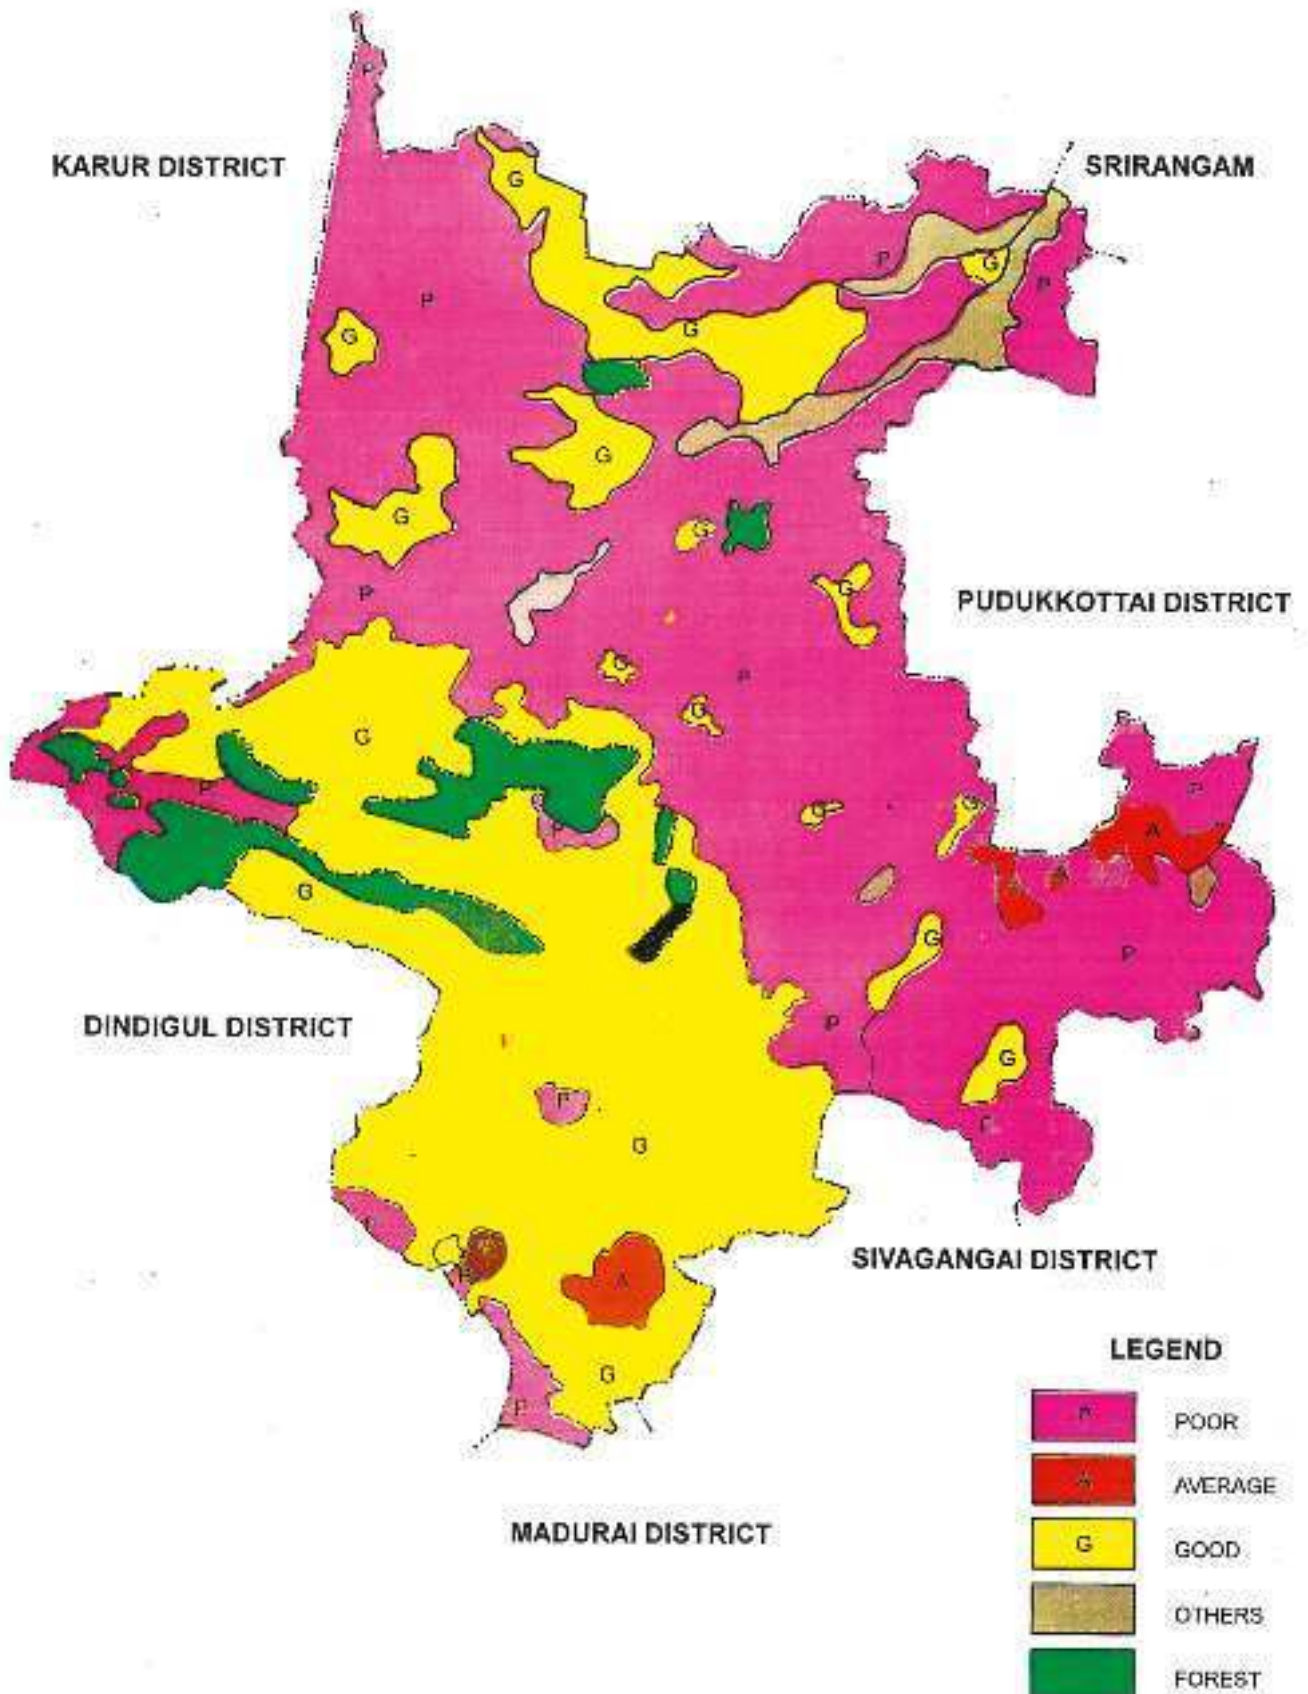 P
KARUR DISTRICT
SRIRANGAM
G
P
G
P
P
G
G
G
G
G
G
P
G
PUDUKKOTTAI DISTRICT
G
P
G
G
P
P
G
G
A
P
G
G
P
DINDIGUL DISTRICT
P
G
P
G
P
SIVAGANGAI DISTRICT
A
G
P
MADURAI DISTRICT
LEGEND
P POOR
A AVERAGE
G GOOD
OTHERS
FOREST